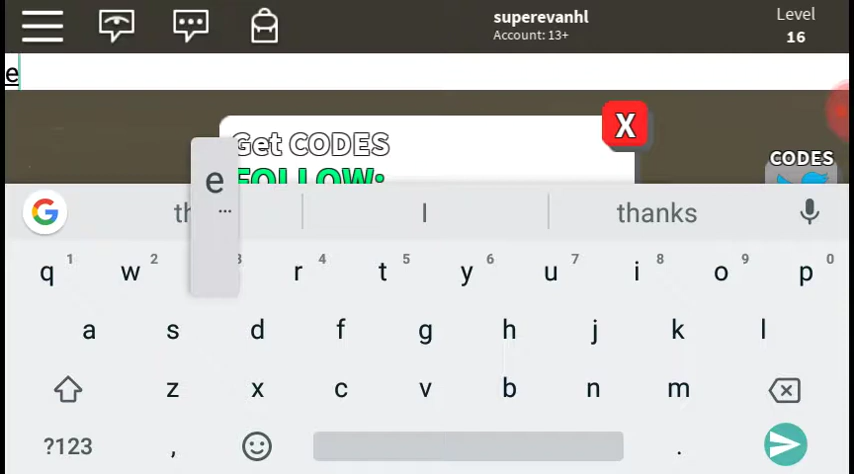 superevanhl
Account: 13+
Level
16
e
Get CODES
FOLLOW:
X
CODES
e
...
I
thanks
q 1 w 2 3 r 4 t 5 y 6 u 7 i 8 o 9 p 0
a s d f g h j k l
z x c v b n m
?123 , .